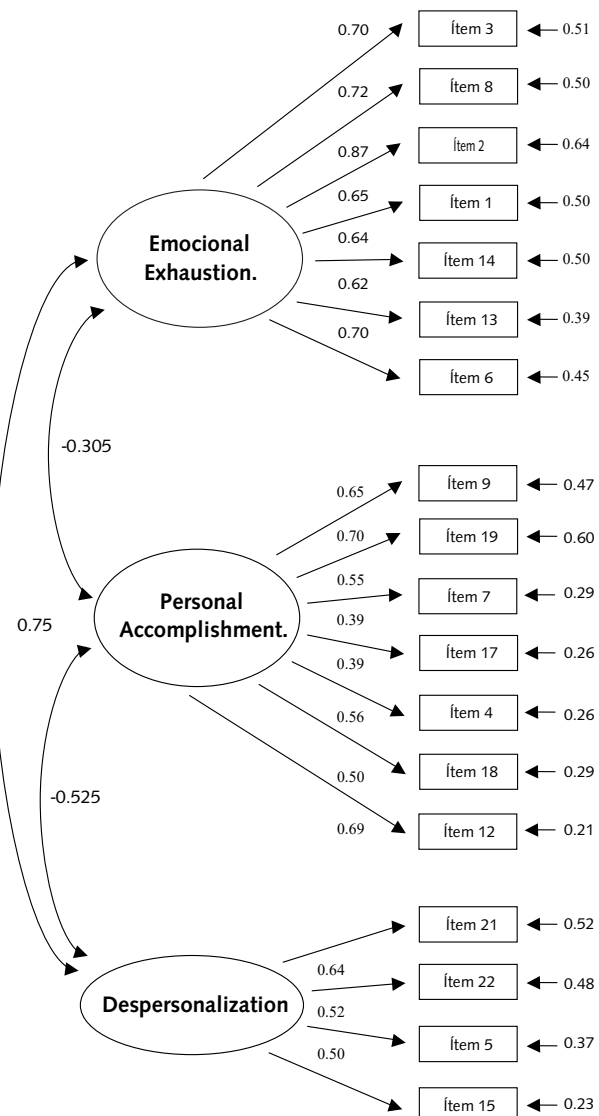 0.70
Ítem 3
0.51
0.72
Ítem 8
0.50
0.87
Ítem 2
0.64
0.65
Ítem 1
0.50
Emocional
Exhaustion.
0.64
Ítem 14
0.50
0.62
Ítem 13
0.39
0.70
Ítem 6
0.45
-0.305
0.65
Ítem 9
0.47
0.70
Ítem 19
0.60
0.55
Ítem 7
0.29
Personal
Accomplishment.
0.75
0.39
Ítem 17
0.26
0.39
Ítem 4
0.26
0.56
Ítem 18
0.29
-0.525
0.50
0.69
Ítem 12
0.21
Ítem 21
0.52
0.64
Ítem 22
0.48
Despersonalization
0.52
Ítem 5
0.37
0.50
Ítem 15
0.23